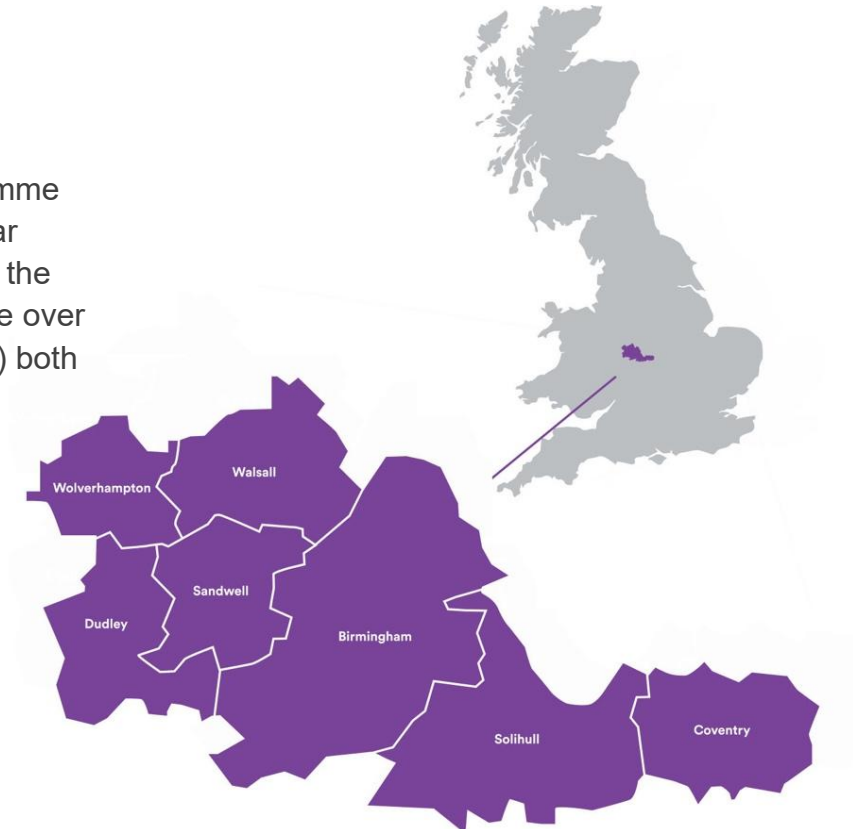 mme
ar
the
e over
) both
Wolverhampton
Walsall
Sandwell
Dudley
Birmingham
Solihull
Coventry